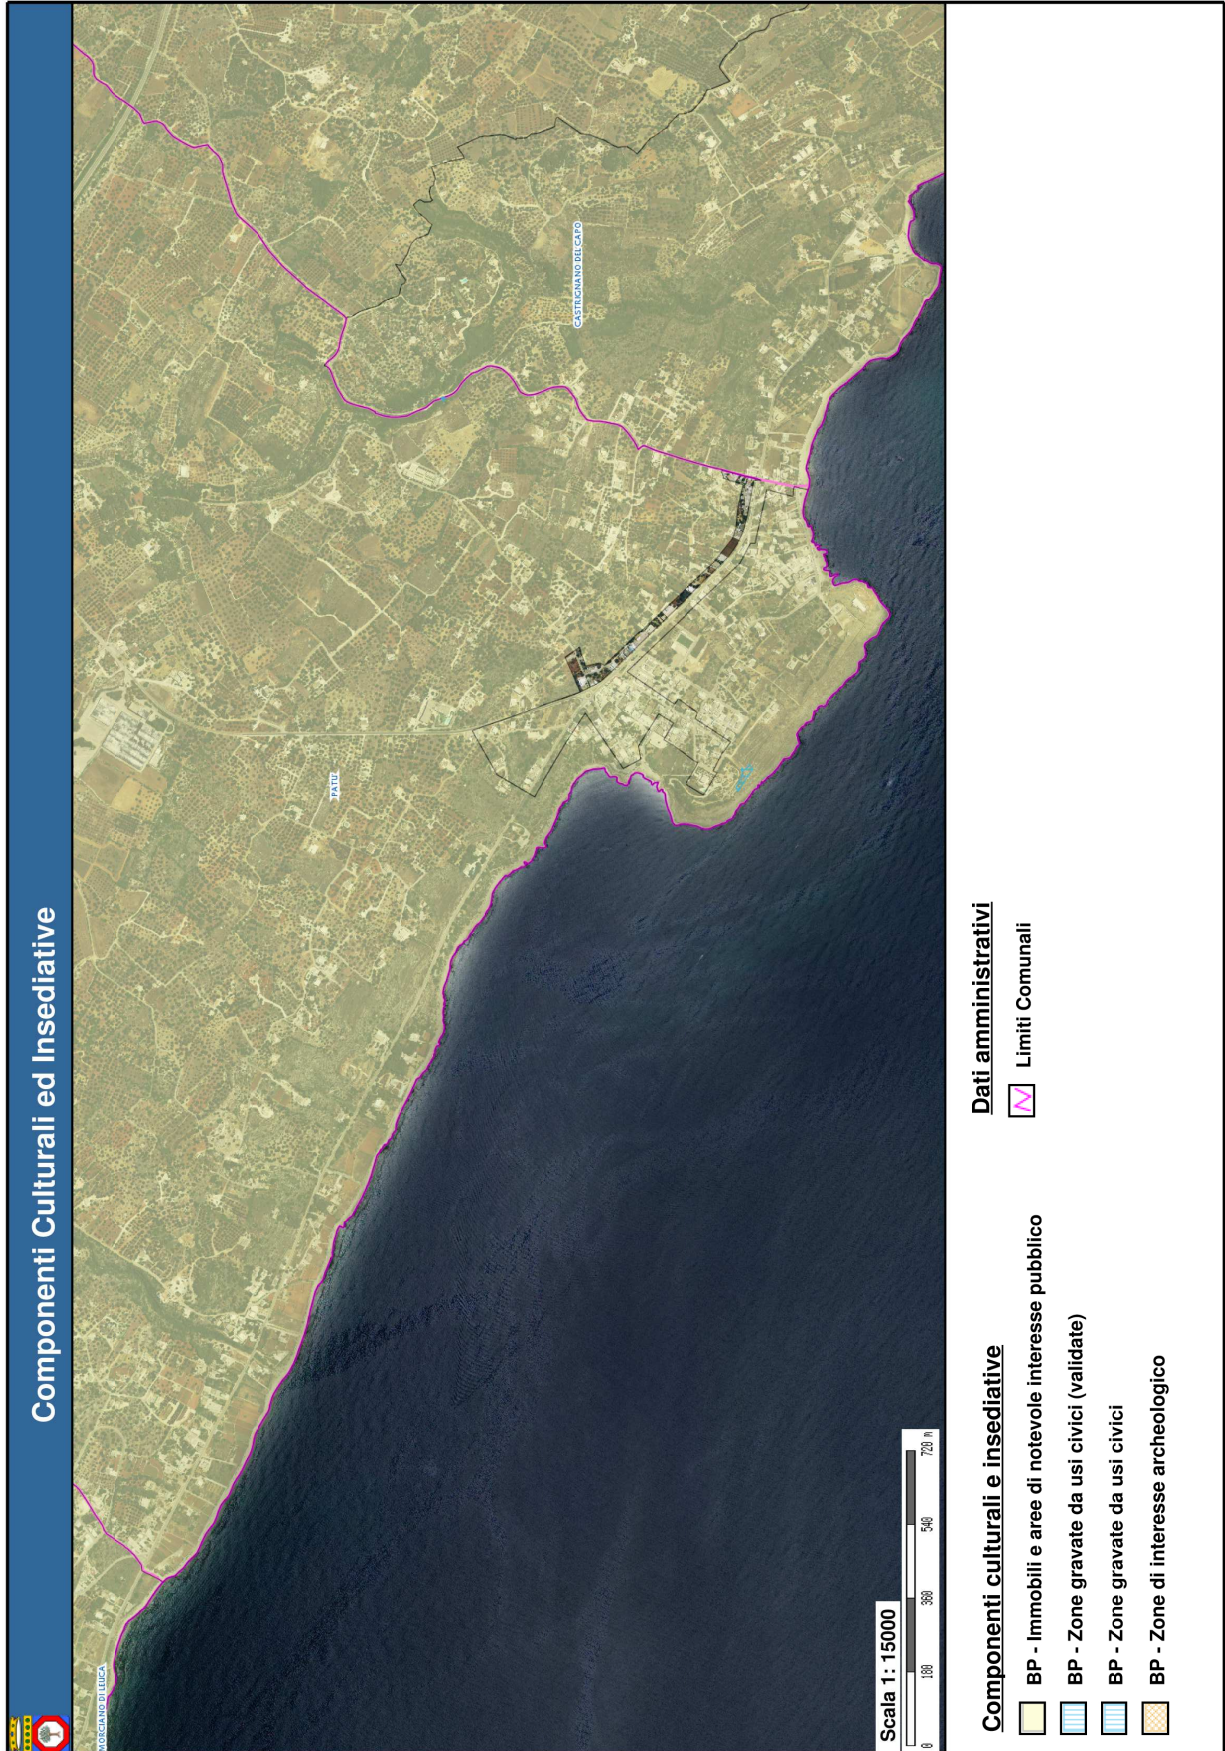 Componenti Culturali ed Insediative
MORCIANO DI LEUCA
PATU'
CASTRIGNANO DEL CAPO
Scala 1 : 15000
0 180 360 540 720 m
Componenti culturali e insediative
BP - Immobili e aree di notevole interesse pubblico
BP - Zone gravate da usi civici (validate)
BP - Zone gravate da usi civici
BP - Zone di interesse archeologico
Dati amministrativi
Limiti Comunali